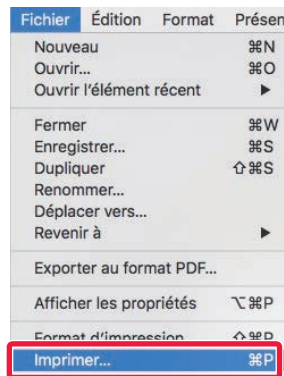 Fichier Édition Format Présen
Nouveau ⌘N
Ouvrir... ⌘O
Ouvrir l'élément récent ▶
Fermer ⌘W
Enregistrer... ⌘S
Dupliquer ⇧⌘S
Renommer...
Déplacer vers...
Revenir à ▶
Exporter au format PDF...
Afficher les propriétés ⌥⌘P
Format d'impression ⇧⌘P
Imprimer... ⌘P